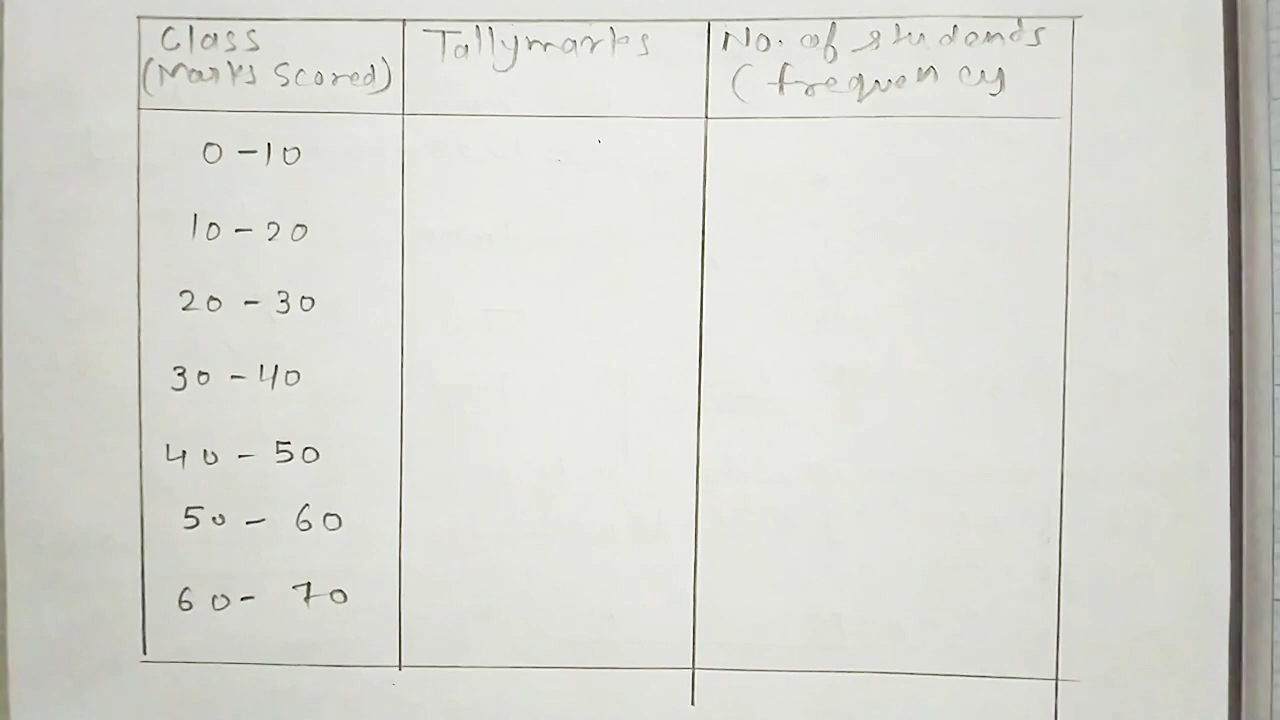 Class
(Marks Scored)
Tallymarks
No. of students
(frequency
0-10
10-20
20-30
30-40
40-50
50-60
60-70